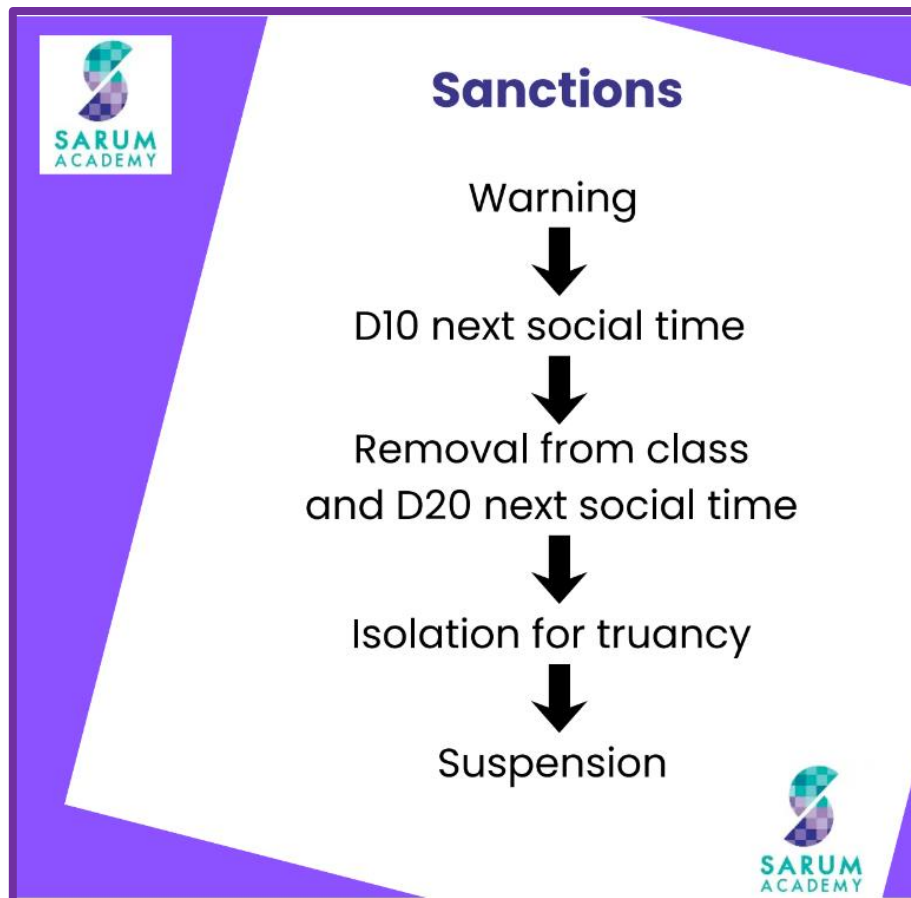 SARUM
ACADEMY
Sanctions
Warning
D10 next social time
Removal from class
and D20 next social time
Isolation for truancy
Suspension
SARUM
ACADEMY